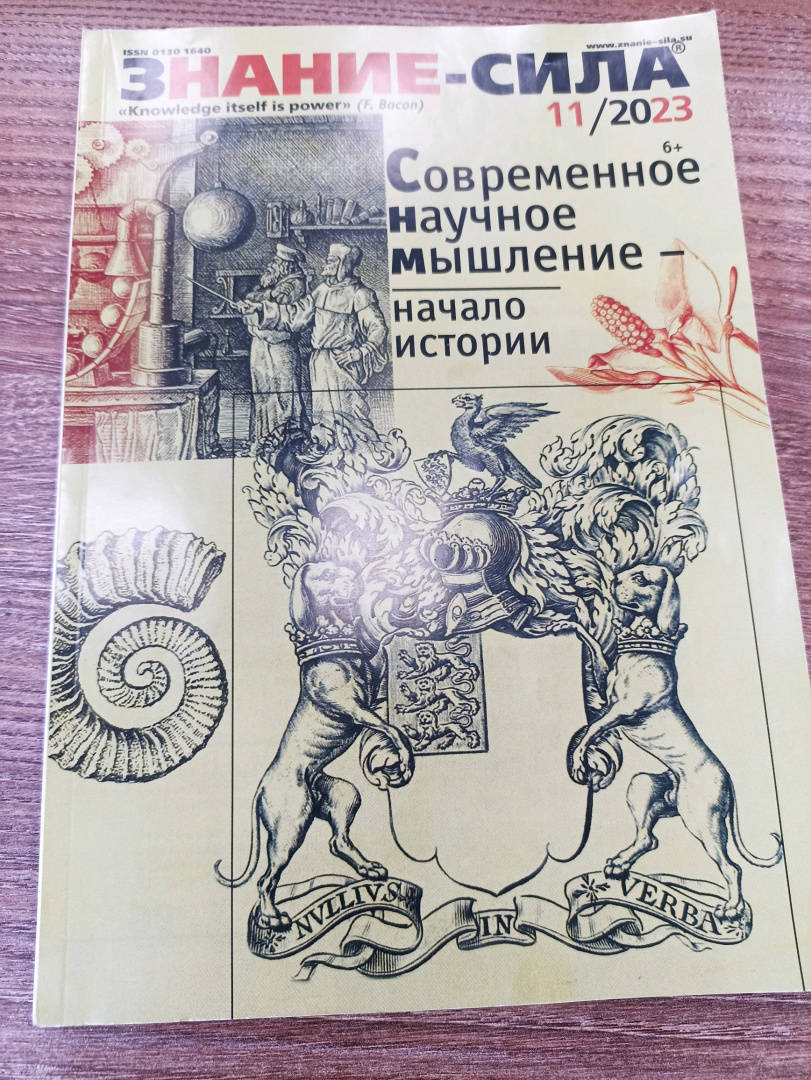 ISSN 0130 1640
www.znanie-sila.su
ЗНАНИЕ-СИЛА®
«Knowledge itself is power» (F. Bacon)
11/2023
6+
Современное
научное
мышление –
начало
истории
NVLLIVS IN VERBA